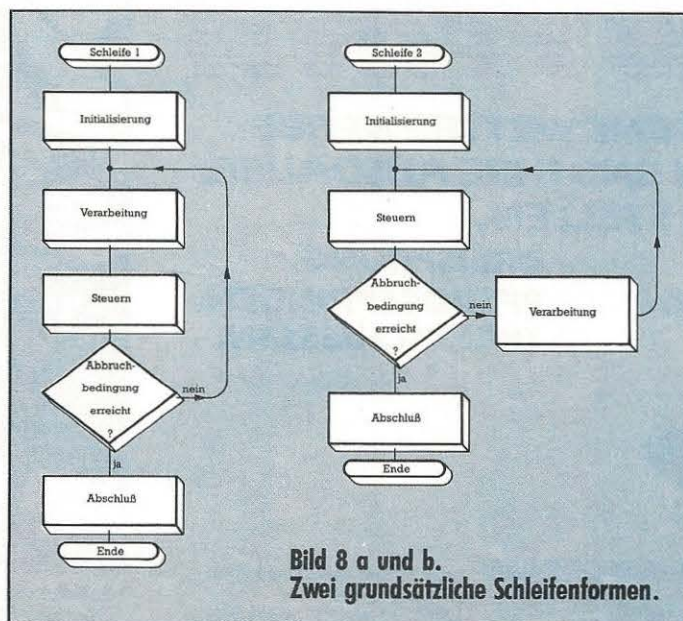 Schleife 1
Initialisierung
Verarbeitung
Steuern
Abbruch-
bedingung
erreicht
?
nein
ja
Abschluß
Ende
Schleife 2
Initialisierung
Steuern
Abbruch-
bedingung
erreicht
?
nein
Verarbeitung
ja
Abschluß
Ende
Bild 8 a und b.
Zwei grundsätzliche Schleifenformen.